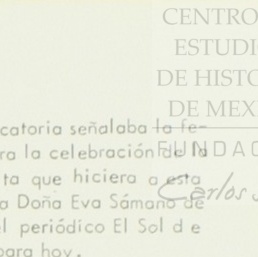 CENTRO
ESTUDI
DE HISTO
DE MEX
FUNDAC
Carlos S
catoria señalaba la fe-
ra la celebración de la
ta que hiciera a esta
a Doña Eva Sámano de
el periódico El Sol de
para hoy.